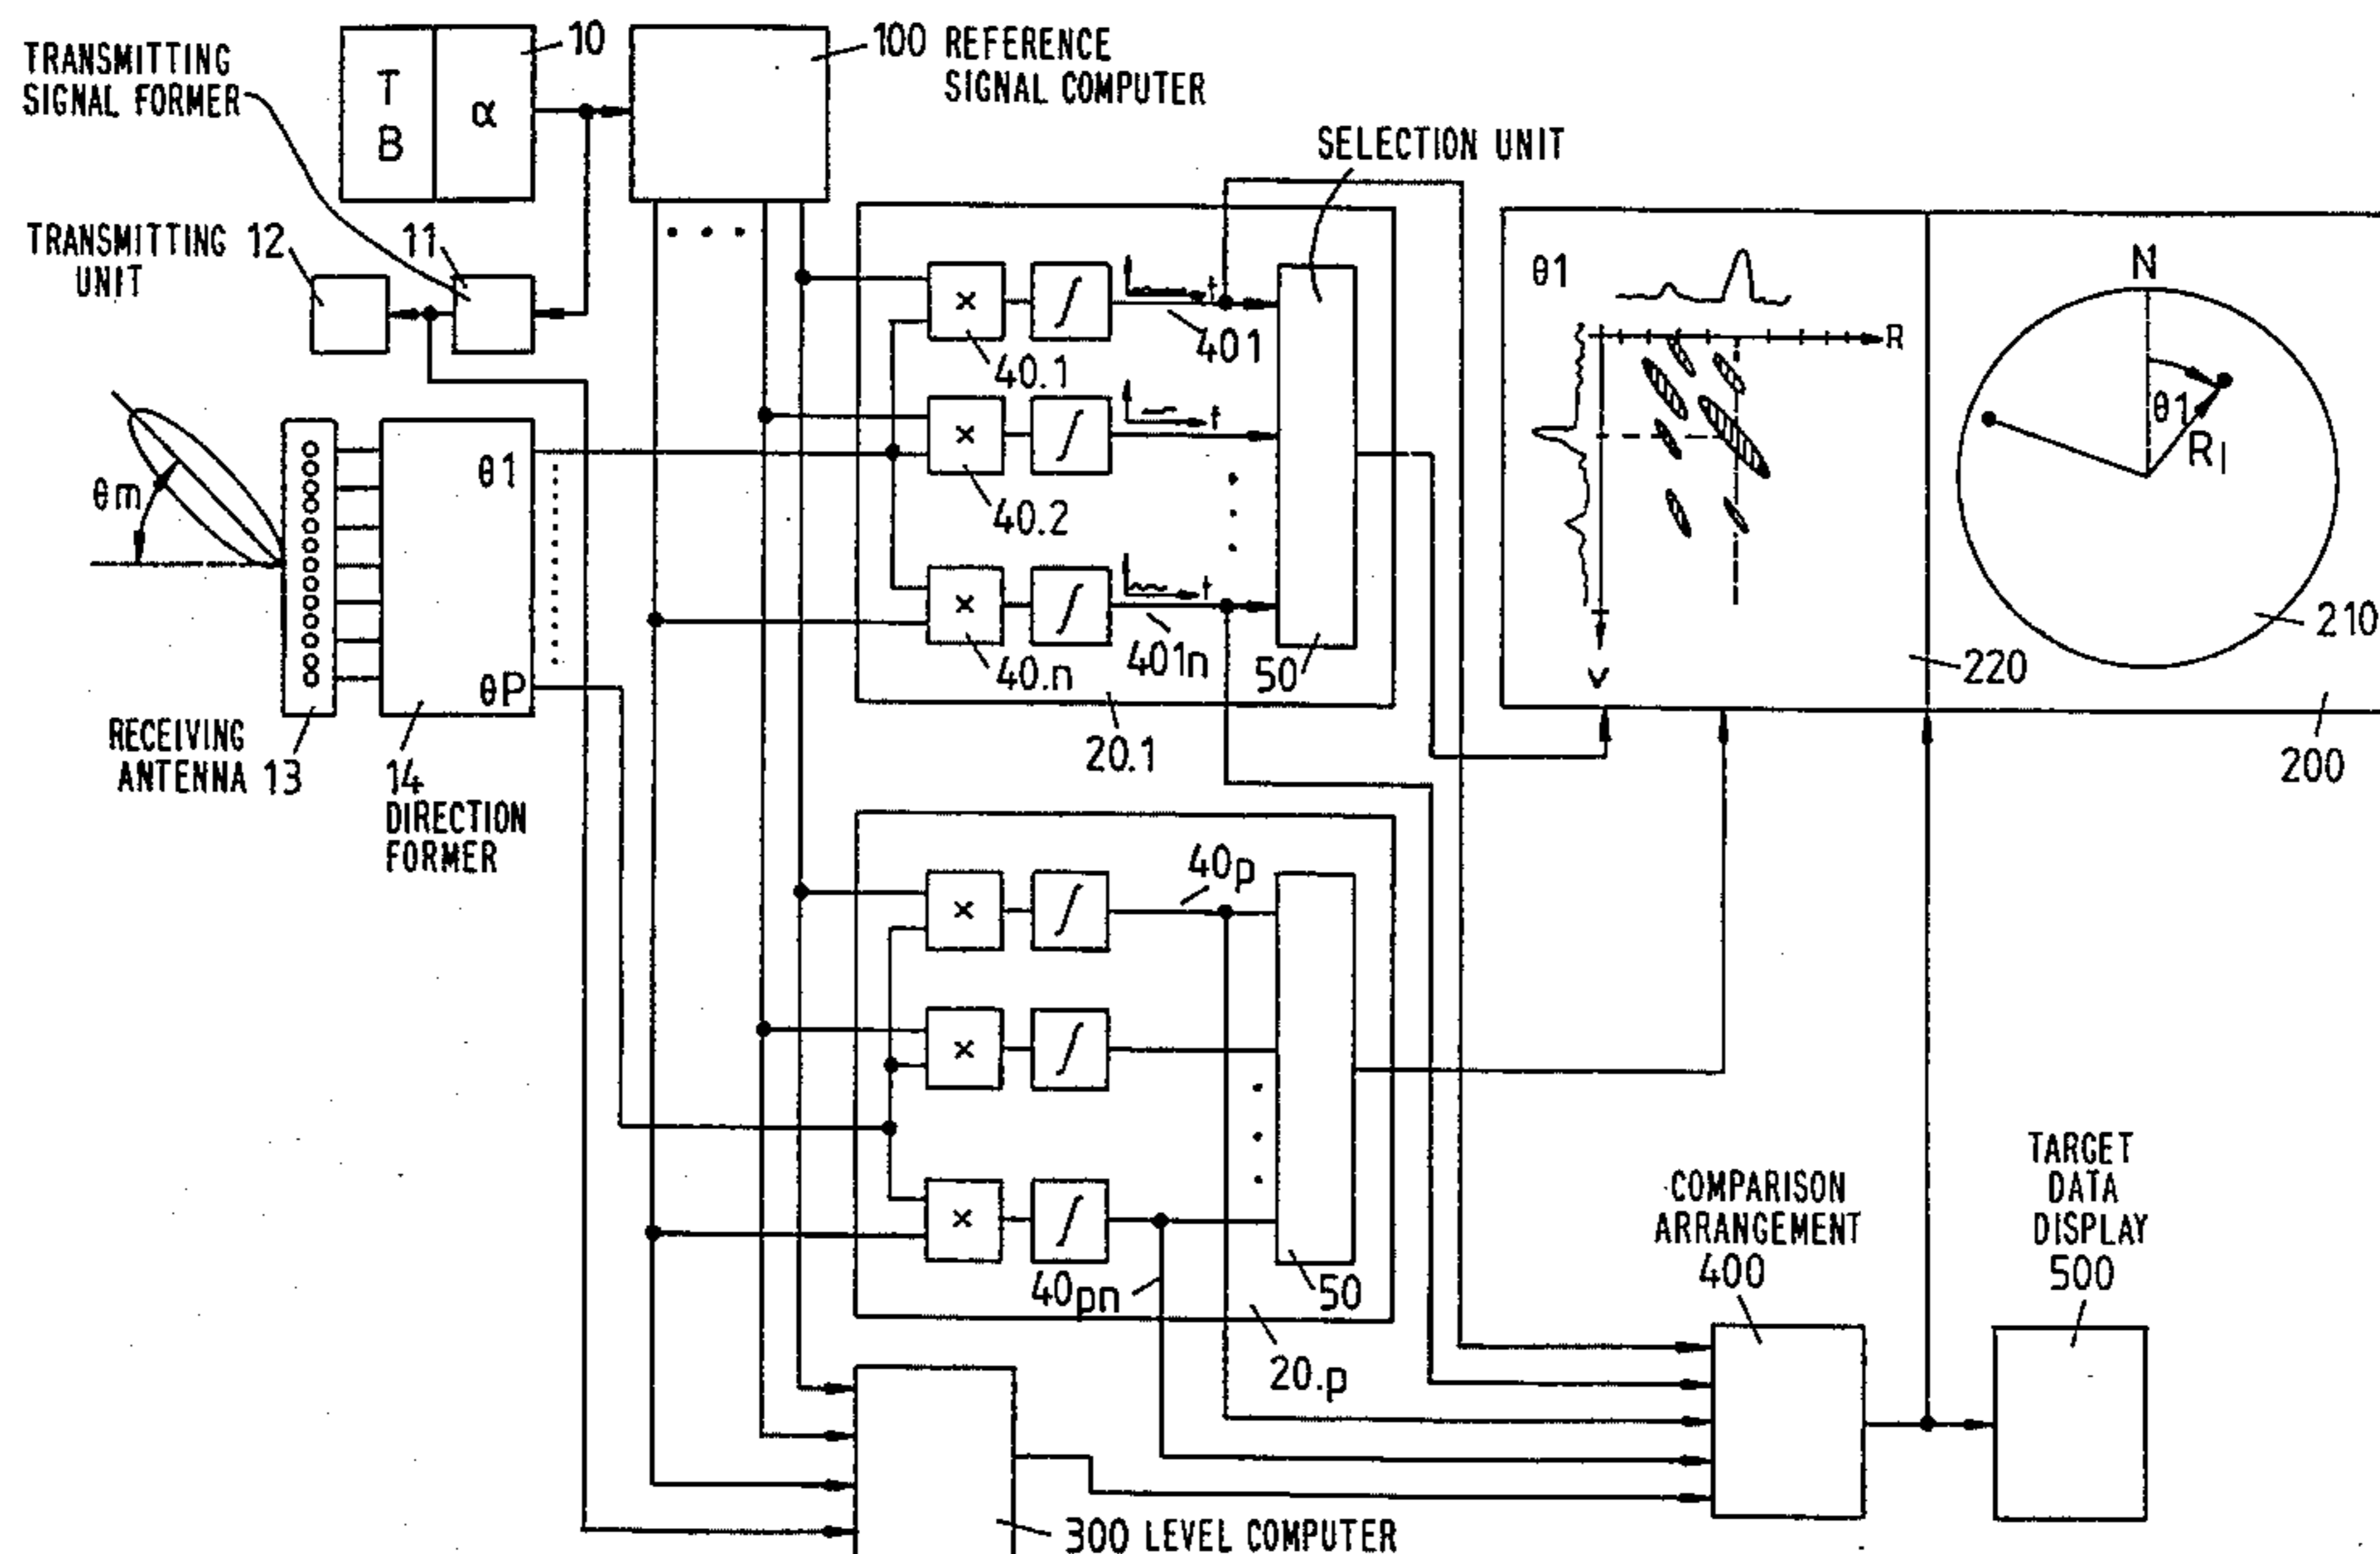 TRANSMITTING
SIGNAL FORMER
T
B
α
10
100 REFERENCE
SIGNAL COMPUTER
SELECTION UNIT
TRANSMITTING 12
UNIT
11
. . .
×
∫
t
401
40.1
×
∫
t
40.2
×
∫
t
401n
40.n
50
20.1
θ1
R
V
220
N
θ1
R1
210
200
θm
θ1
θP
RECEIVING
ANTENNA 13
14
DIRECTION
FORMER
×
∫
40p
×
∫
×
∫
40pn
50
20.p
COMPARISON
ARRANGEMENT
400
TARGET
DATA
DISPLAY
500
300 LEVEL COMPUTER